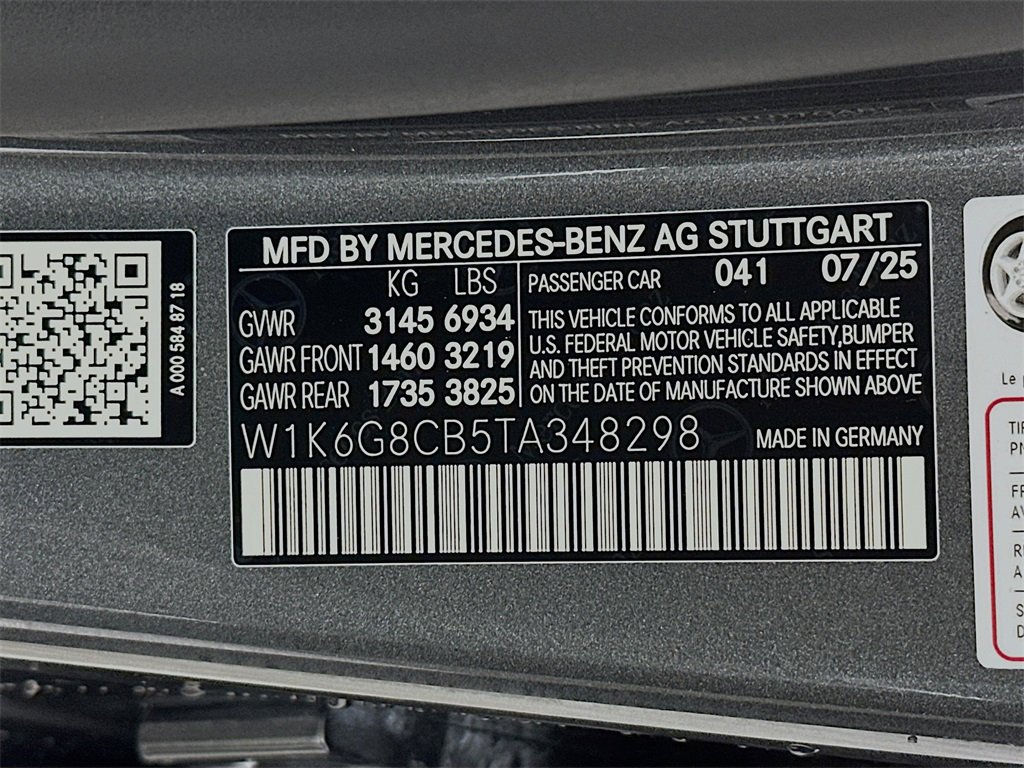 A 000 584 87 18
MFD BY MERCEDES-BENZ AG STUTTGART
KG LBS
GVWR 3145 6934
GAWR FRONT 1460 3219
GAWR REAR 1735 3825
PASSENGER CAR 041 07/25
THIS VEHICLE CONFORMS TO ALL APPLICABLE
U.S. FEDERAL MOTOR VEHICLE SAFETY,BUMPER
AND THEFT PREVENTION STANDARDS IN EFFECT
ON THE DATE OF MANUFACTURE SHOWN ABOVE
W1K6G8CB5TA348298 MADE IN GERMANY
Le